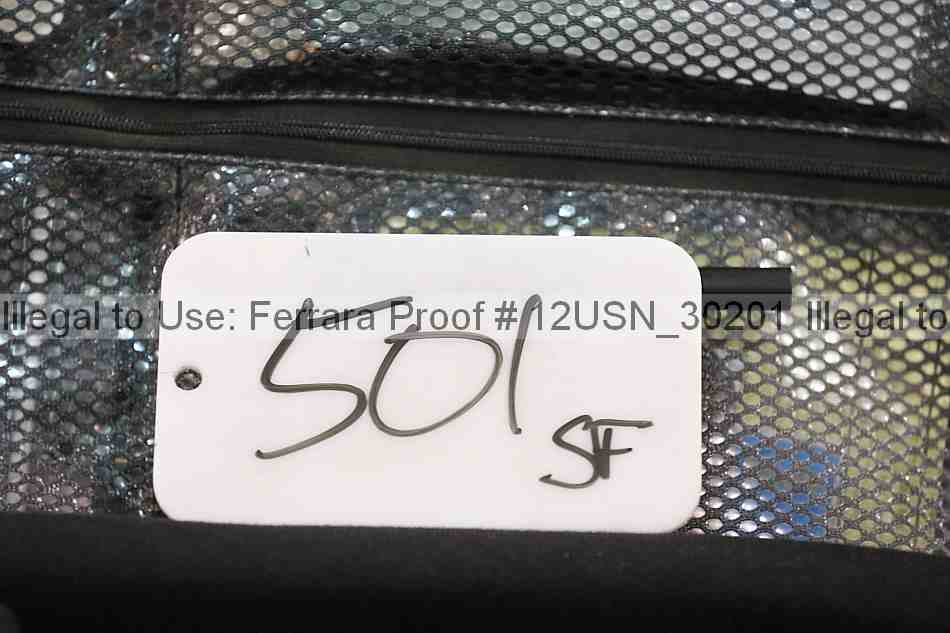 Illegal to Use: Ferrara Proof # 12USN_30201 Illegal to
501
SF